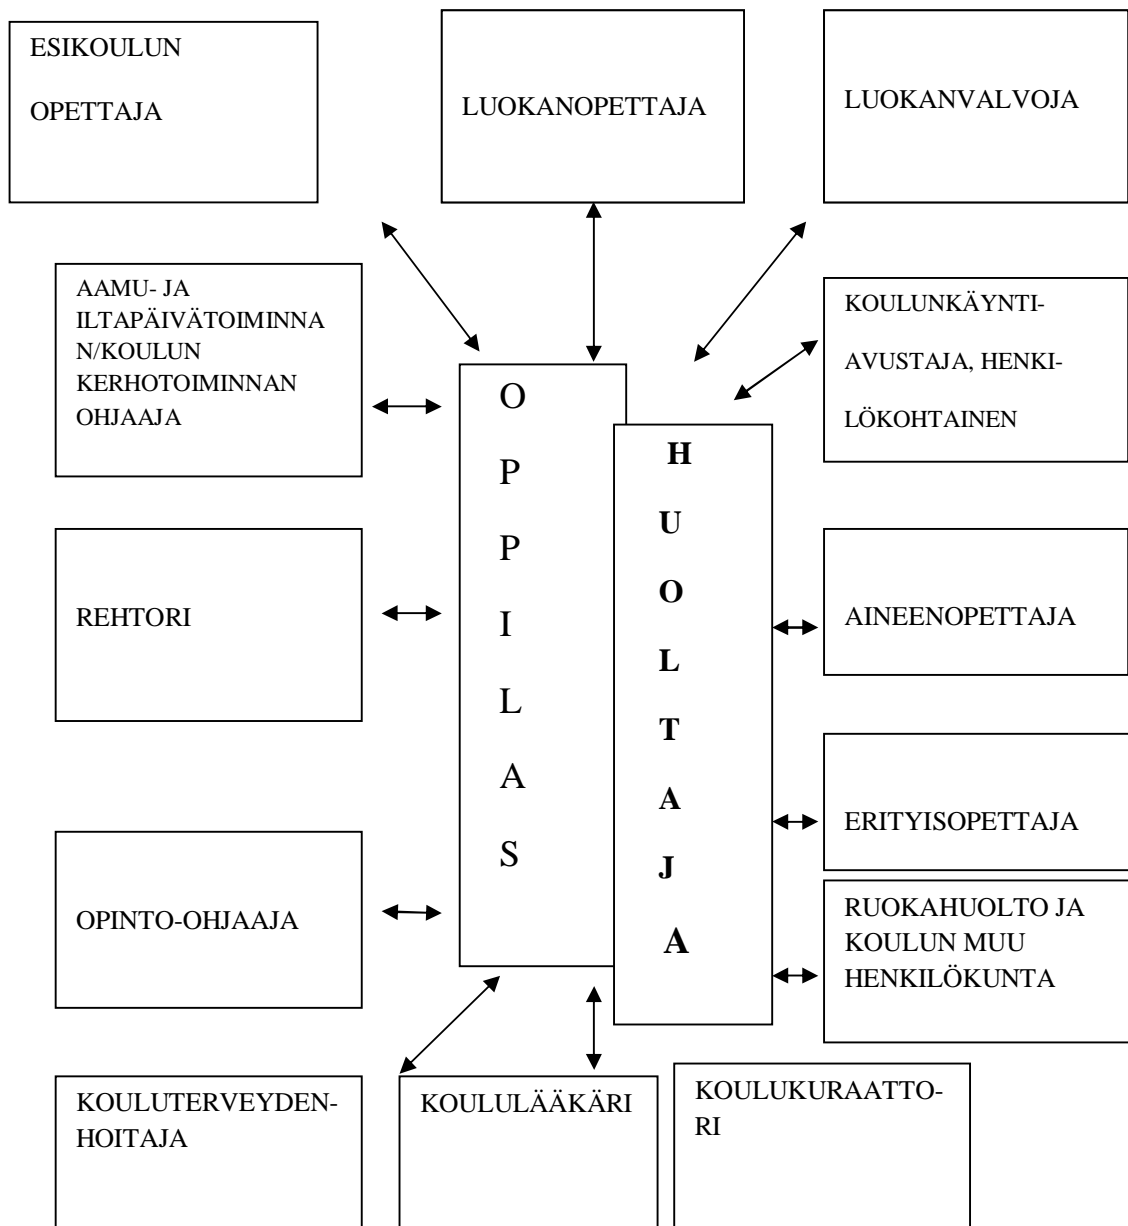 ESIKOULUN
OPETTAJA
LUOKANOPETTAJA
LUOKANVALVOJA
AAMU- JA
ILTAPÄIVÄTOIMINNA
N/KOULUN
KERHOTOIMINNAN
OHJAAJA
KOULUNKÄYNTI-
AVUSTAJA, HENKI-
LÖKOHTAINEN
O
P
P
I
L
A
S
H
U
O
L
T
A
J
A
REHTORI
AINEENOPETTAJA
ERITYISOPETTAJA
OPINTO-OHJAAJA
RUOKAHUOLTO JA
KOULUN MUU
HENKILÖKUNTA
KOULUTERVEYDEN-
HOITAJA
KOULULÄÄKÄRI
KOULUKURAATTO-
RI